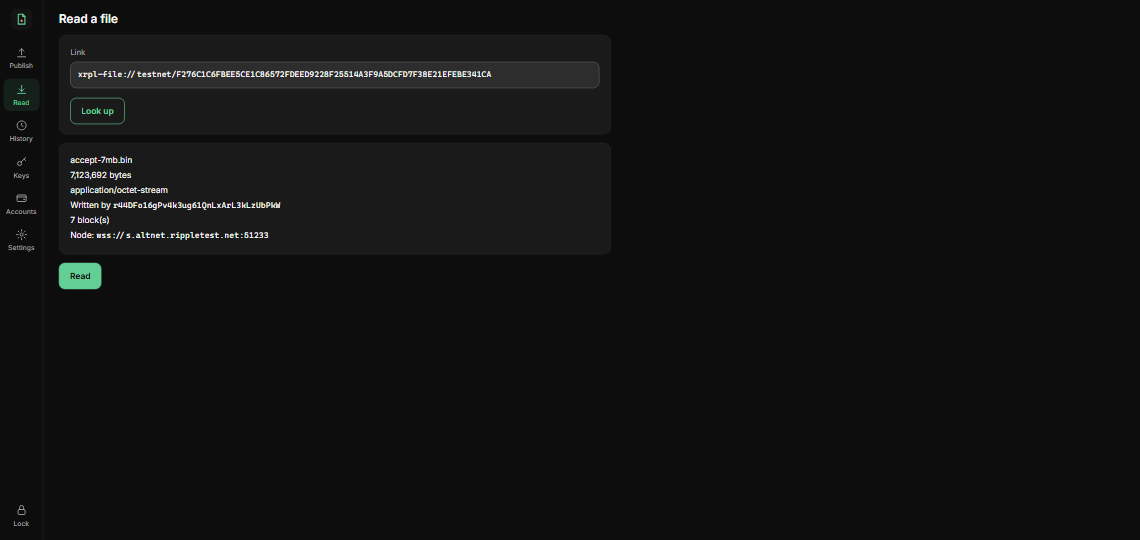 Read a file
Publish
Read
History
Keys
Accounts
Settings
Lock
Link
xrpl-file://testnet/F276C1C6FBEE5CE1C86572FDEED9228F25514A3F9A5DCFD7F38E21EFEBE341CA
Look up
accept-7mb.bin
7,123,692 bytes
application/octet-stream
Written by r44DFo16gPv4k3ug61QnLxArL3kLzUbPkW
7 block(s)
Node: wss://s.altnet.rippletest.net:51233
Read